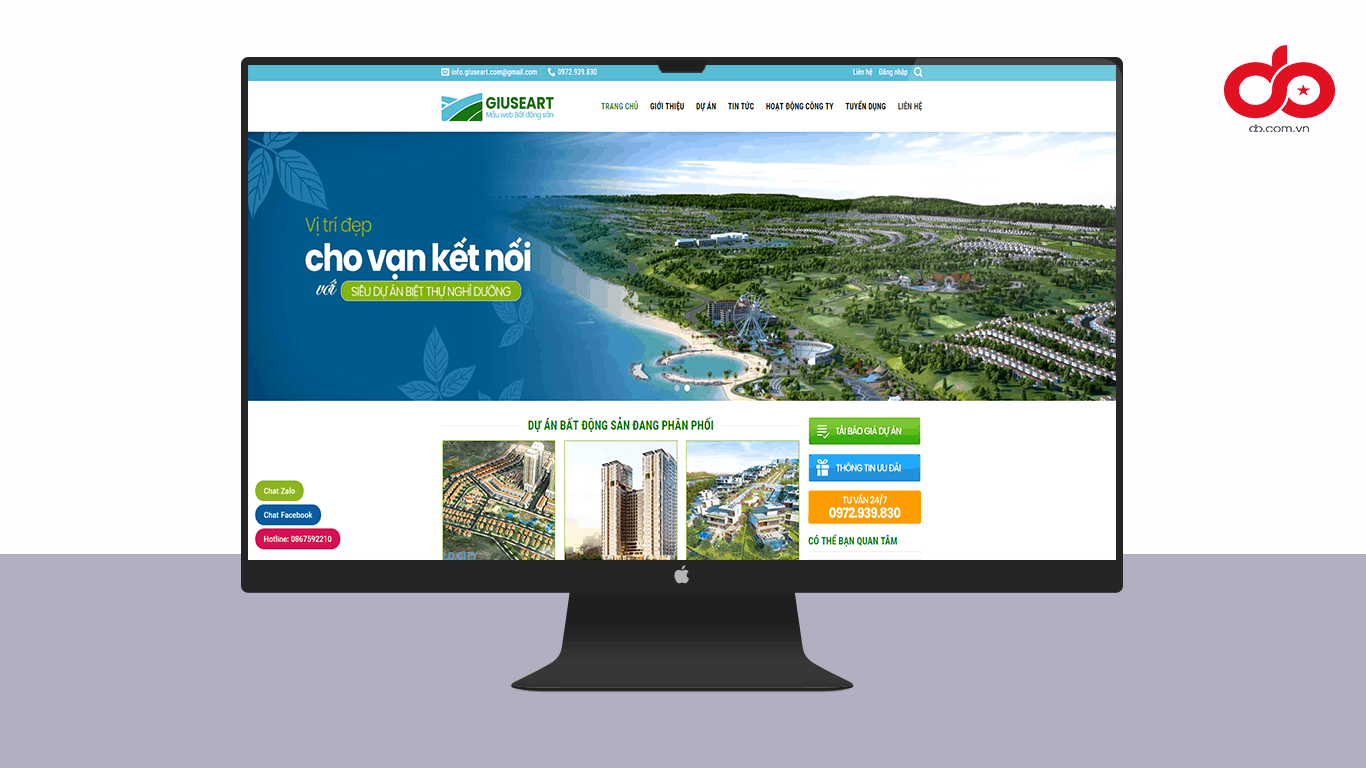 cb.com.vn
info.giuseart.com@gmail.com
0972.939.830
Liên hệ Đăng nhập
GIUSEART
Mẫu web Bất động sản
TRANG CHỦ GIỚI THIỆU DỰ ÁN TIN TỨC HOẠT ĐỘNG CÔNG TY TUYỂN DỤNG LIÊN HỆ
Vị trí đẹp
cho vạn kết nối
với SIÊU DỰ ÁN BIỆT THỰ NGHỈ DƯỠNG
DỰ ÁN BẤT ĐỘNG SẢN ĐANG PHÂN PHỐI
TẢI BÁO GIÁ DỰ ÁN
THÔNG TIN ƯU ĐÃI
TƯ VẤN 24/7
0972.939.830
CÓ THỂ BẠN QUAN TÂM
Chat Zalo
Chat Facebook
Hotline: 0867592210